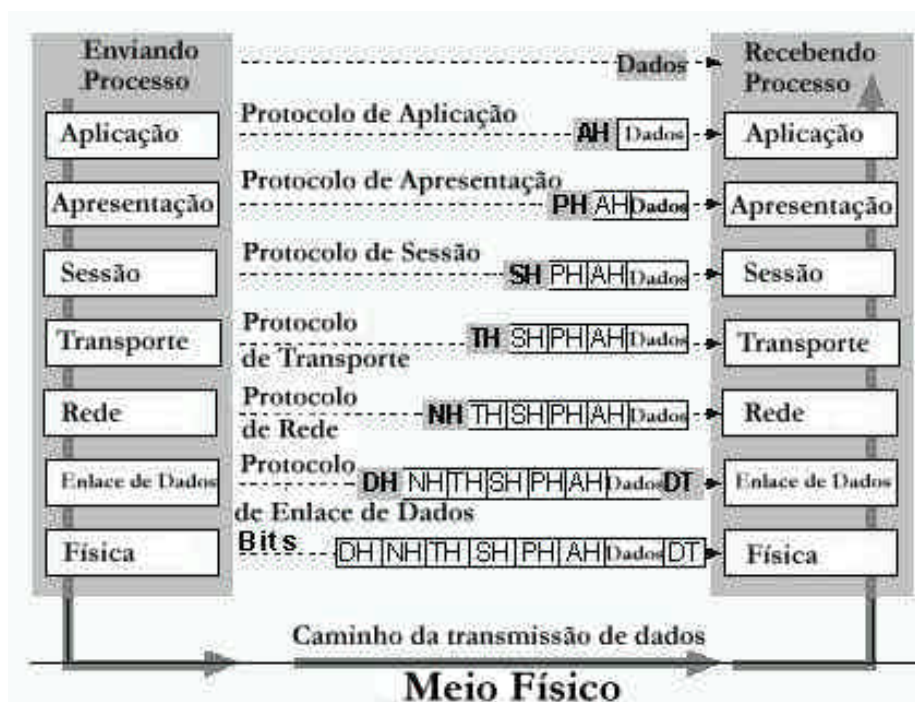 Enviando
Processo
Dados
Recebendo
Processo
Aplicação
Protocolo de Aplicação
AH Dados
Aplicação
Apresentação
Protocolo de Apresentação
PH AH Dados
Apresentação
Sessão
Protocolo de Sessão
SH PH AH Dados
Sessão
Transporte
Protocolo
de Transporte
TH SH PH AH Dados
Transporte
Rede
Protocolo
de Rede
NH TH SH PH AH Dados
Rede
Enlace de Dados
Protocolo
de Enlace de Dados
DH NH TH SH PH AH Dados DT
Enlace de Dados
Física
Bits
DH NH TH SH PH AH Dados DT
Física
Caminho da transmissão de dados
Meio Físico